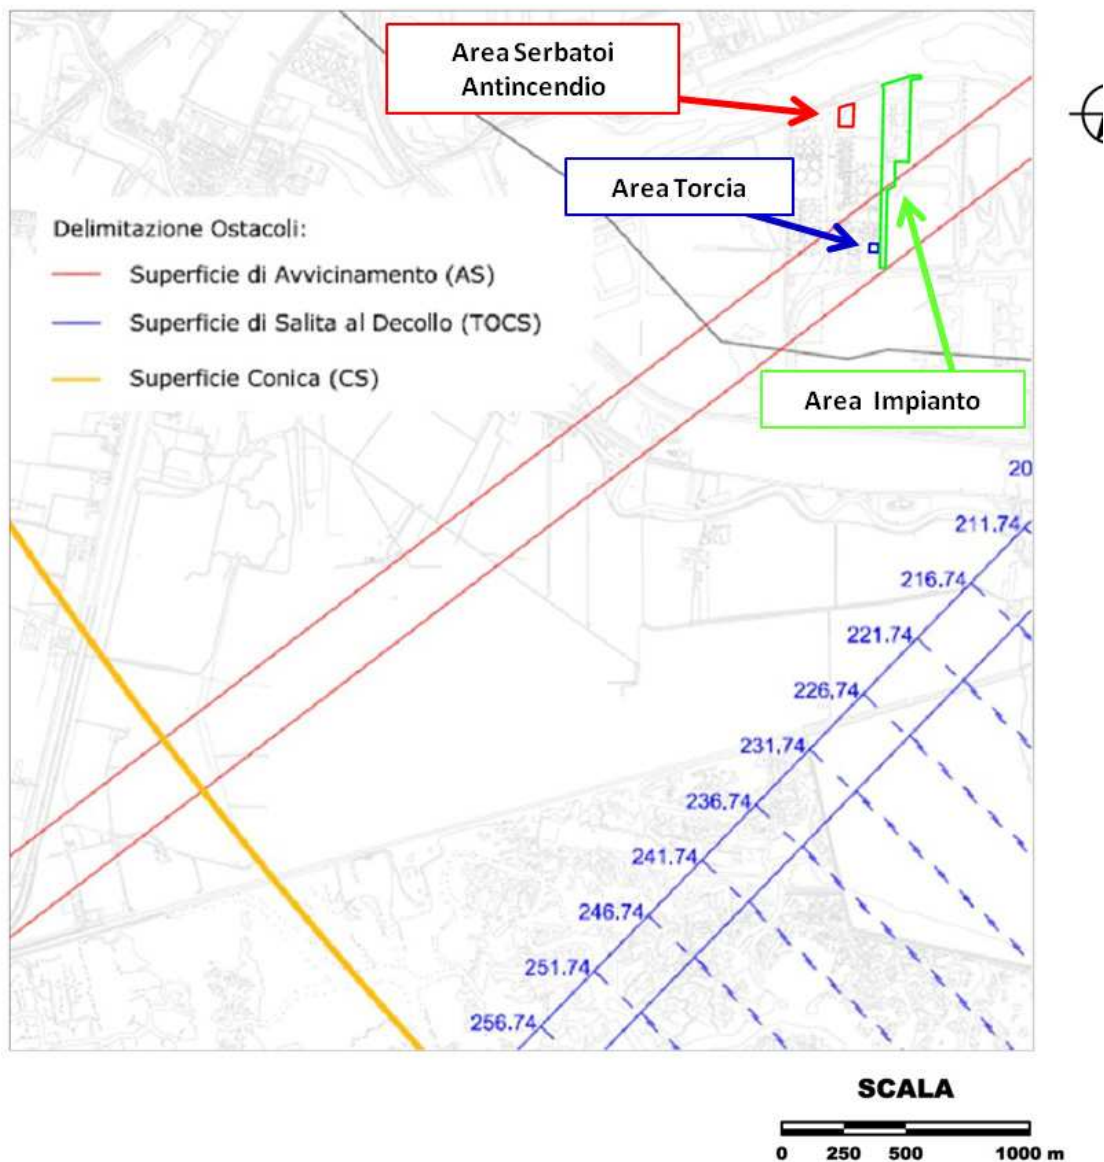 Area Serbatoi
Antincendio
Area Torcia
Delimitazione Ostacoli:
Superficie di Avvicinamento (AS)
Superficie di Salita al Decollo (TOCS)
Superficie Conica (CS)
Area Impianto
20
211.74
216.74
221.74
226.74
231.74
236.74
241.74
246.74
251.74
256.74
SCALA
0 250 500 1000 m